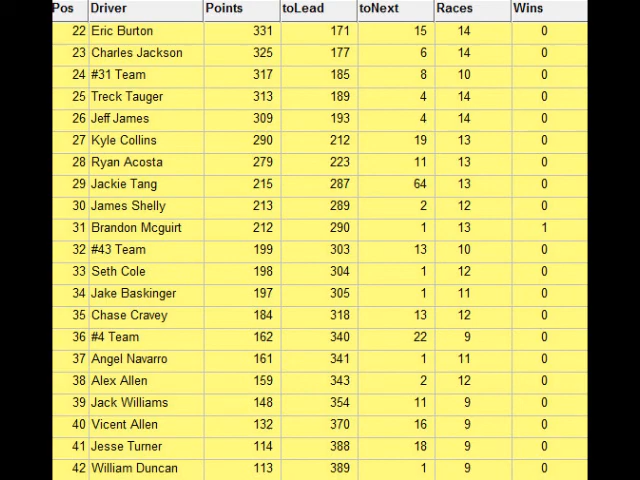 Pos Driver Points toLead toNext Races Wins
22 Eric Burton 331 171 15 14 0
23 Charles Jackson 325 177 6 14 0
24 #31 Team 317 185 8 10 0
25 Treck Tauger 313 189 4 14 0
26 Jeff James 309 193 4 14 0
27 Kyle Collins 290 212 19 13 0
28 Ryan Acosta 279 223 11 13 0
29 Jackie Tang 215 287 64 13 0
30 James Shelly 213 289 2 12 0
31 Brandon Mcguirt 212 290 1 13 1
32 #43 Team 199 303 13 10 0
33 Seth Cole 198 304 1 12 0
34 Jake Baskinger 197 305 1 11 0
35 Chase Cravey 184 318 13 12 0
36 #4 Team 162 340 22 9 0
37 Angel Navarro 161 341 1 11 0
38 Alex Allen 159 343 2 12 0
39 Jack Williams 148 354 11 9 0
40 Vicent Allen 132 370 16 9 0
41 Jesse Turner 114 388 18 9 0
42 William Duncan 113 389 1 9 0